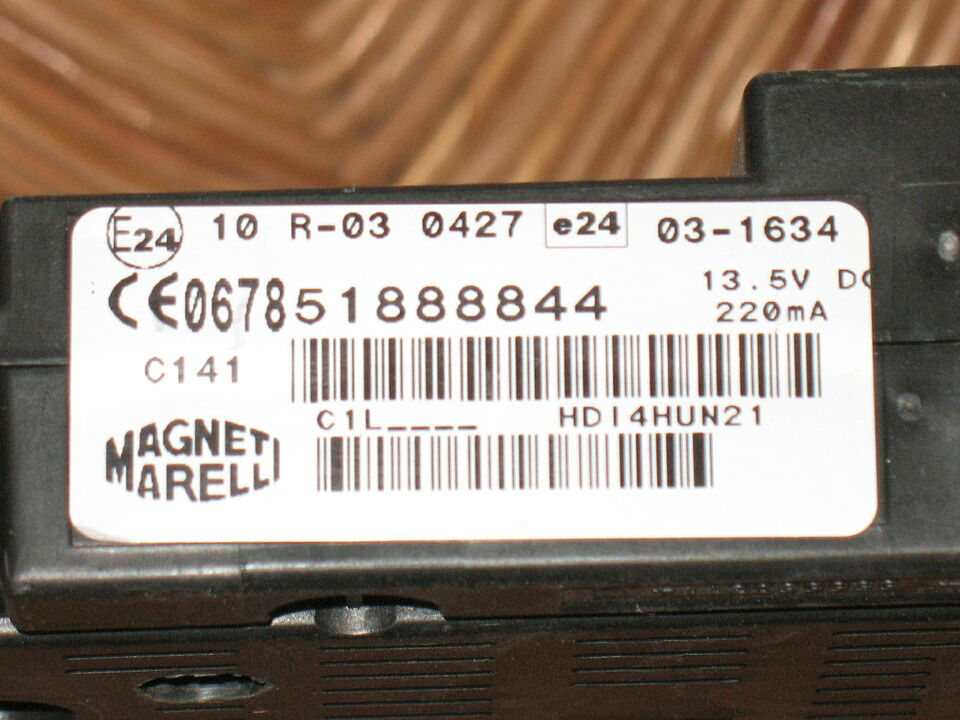 E24 10 R-03 0427 e24 03-1634
CE0678 51888844
13.5V DC
220mA
C141
C1L____ HDI4HUN21
MAGNETI
MARELLI